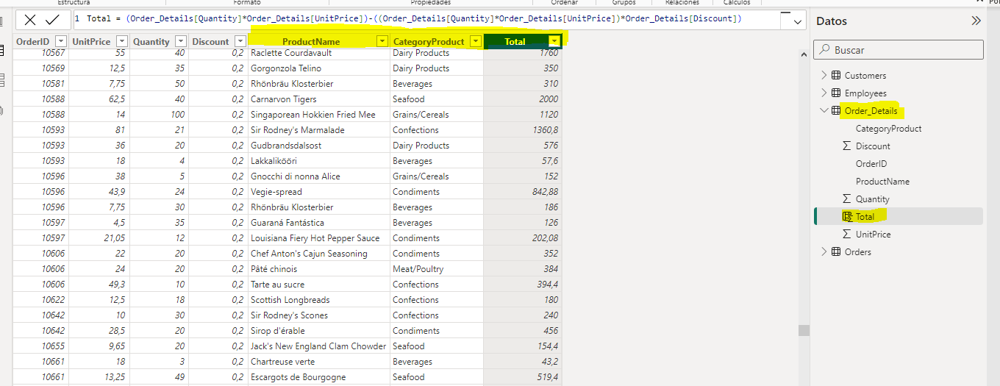 Estructura Formato Propiedades Ordenar Grupos Relaciones Cálculos
1 Total = (Order_Details[Quantity]*Order_Details[UnitPrice])-((Order_Details[Quantity]*Order_Details[UnitPrice])*Order_Details[Discount])
OrderID UnitPrice Quantity Discount ProductName CategoryProduct Total
10567 55 40 0,2 Raclette Courdavault Dairy Products 1760
10569 12,5 35 0,2 Gorgonzola Telino Dairy Products 350
10581 7,75 50 0,2 Rhönbräu Klosterbier Beverages 310
10588 62,5 40 0,2 Carnarvon Tigers Seafood 2000
10588 14 100 0,2 Singaporean Hokkien Fried Mee Grains/Cereals 1120
10593 81 21 0,2 Sir Rodney's Marmalade Confections 1360,8
10593 36 20 0,2 Gudbrandsdalsost Dairy Products 576
10593 18 4 0,2 Lakkalikööri Beverages 57,6
10596 38 5 0,2 Gnocchi di nonna Alice Grains/Cereals 152
10596 43,9 24 0,2 Vegie-spread Condiments 842,88
10596 7,75 30 0,2 Rhönbräu Klosterbier Beverages 186
10597 4,5 35 0,2 Guaraná Fantástica Beverages 126
10597 21,05 12 0,2 Louisiana Fiery Hot Pepper Sauce Condiments 202,08
10606 22 20 0,2 Chef Anton's Cajun Seasoning Condiments 352
10606 24 20 0,2 Pâté chinois Meat/Poultry 384
10606 49,3 10 0,2 Tarte au sucre Confections 394,4
10622 12,5 18 0,2 Scottish Longbreads Confections 180
10642 10 30 0,2 Sir Rodney's Scones Confections 240
10642 28,5 20 0,2 Sirop d'érable Condiments 456
10655 9,65 20 0,2 Jack's New England Clam Chowder Seafood 154,4
10661 18 3 0,2 Chartreuse verte Beverages 43,2
10661 13,25 49 0,2 Escargots de Bourgogne Seafood 519,4
Datos
Buscar
Customers
Employees
Order_Details
CategoryProduct
Discount
OrderID
ProductName
Quantity
Total
UnitPrice
Orders